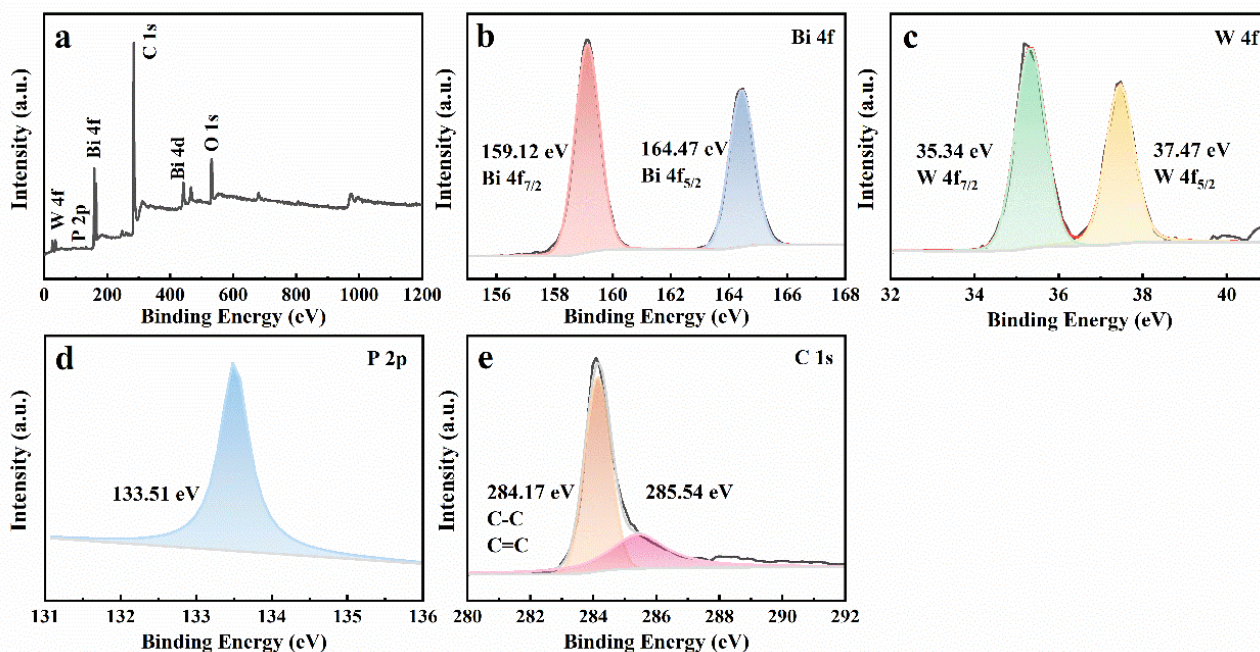 a
Intensity (a.u.)
W 4f
P 2p
Bi 4f
C 1s
Bi 4d
O 1s
0 200 400 600 800 1000 1200
Binding Energy (eV)
b
Bi 4f
Intensity (a.u.)
159.12 eV
Bi 4f7/2
164.47 eV
Bi 4f5/2
156 158 160 162 164 166 168
Binding Energy (eV)
c
W 4f
Intensity (a.u.)
35.34 eV
W 4f7/2
37.47 eV
W 4f5/2
32 34 36 38 40
Binding Energy (eV)
d
P 2p
Intensity (a.u.)
133.51 eV
131 132 133 134 135 136
Binding Energy (eV)
e
C 1s
Intensity (a.u.)
284.17 eV
C-C
C=C
285.54 eV
280 282 284 286 288 290 292
Binding Energy (eV)